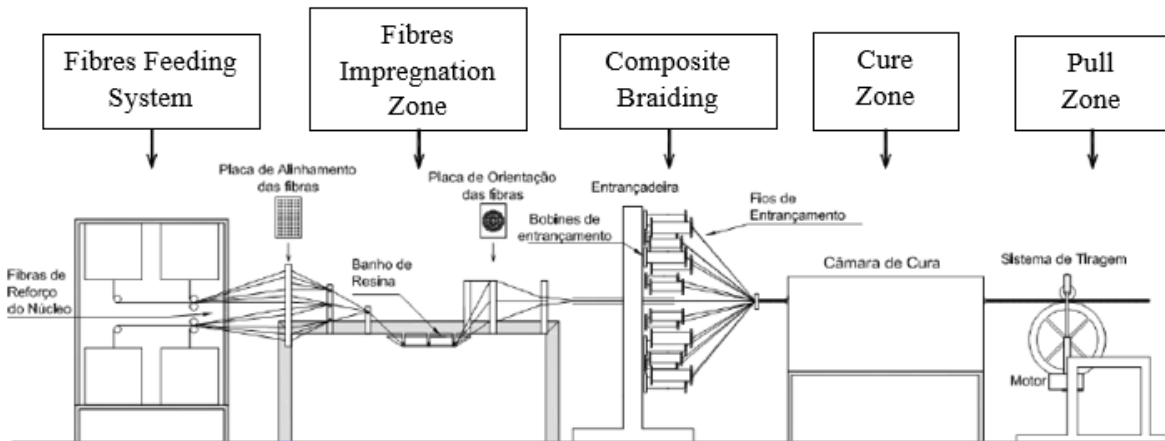 Fibres Feeding
System
Fibres
Impregnation
Zone
Composite
Braiding
Cure
Zone
Pull
Zone
Placa de Alinhamento
das fibras
Placa de Orientação
das fibras
Entrançadeira
Bobines de
entrançamento
Fios de
Entrançamento
Fibras de
Reforço
do Núcleo
Banho de
Resina
Câmara de Cura
Sistema de Tiragem
Motor